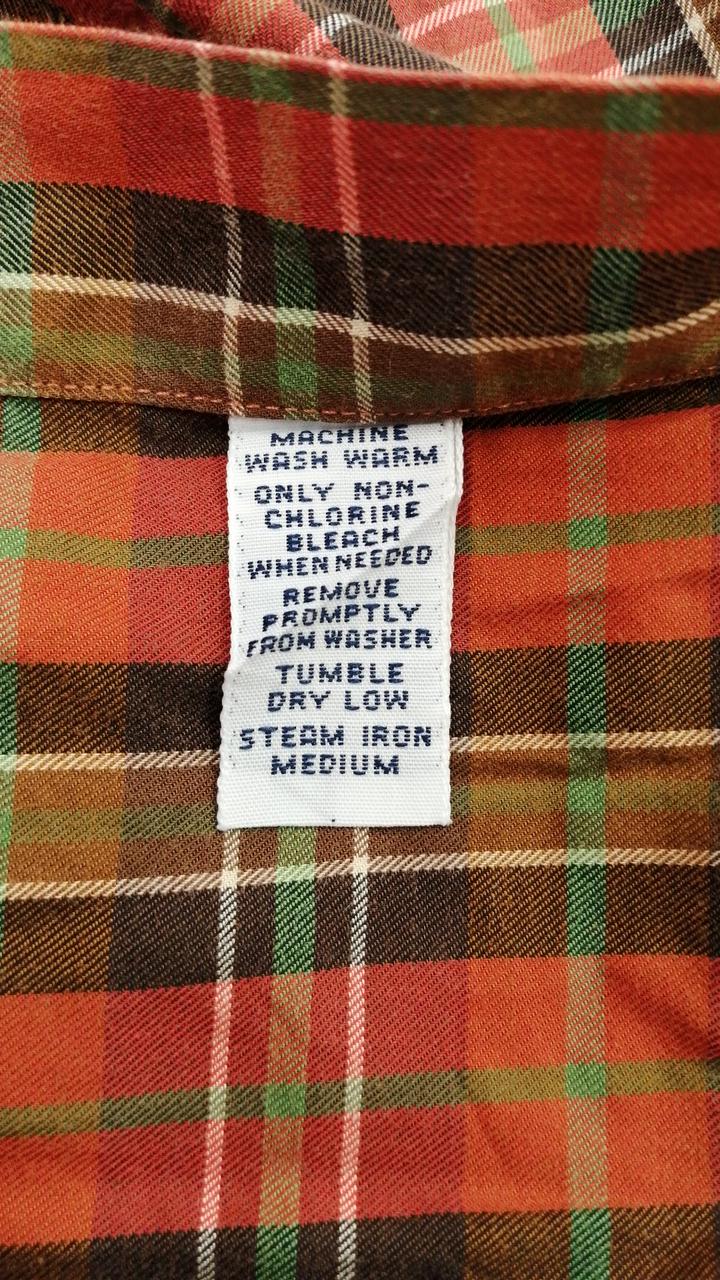 MACHINE
WASH WARM
ONLY NON-
CHLORINE
BLEACH
WHEN NEEDED
REMOVE
PROMPTLY
FROM WASHER
TUMBLE
DRY LOW
STEAM IRON
MEDIUM